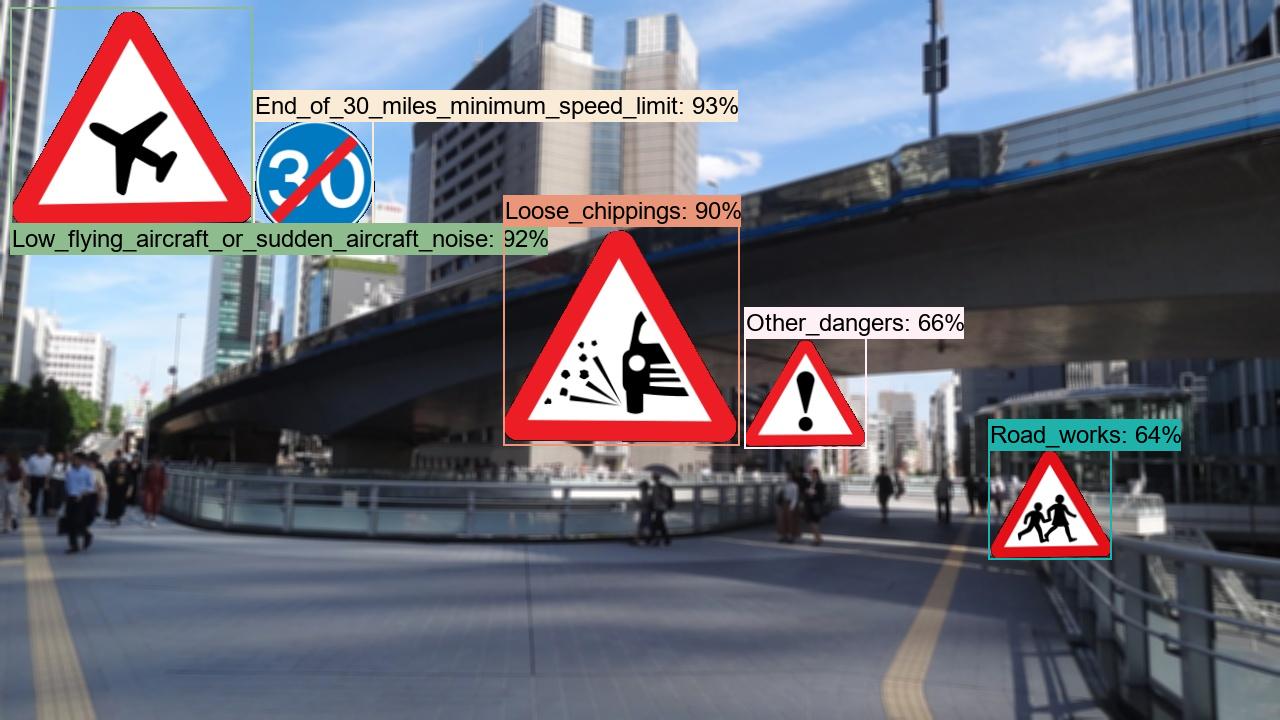 End_of_30_miles_minimum_speed_limit: 93%
30
Loose_chippings: 90%
Low_flying_aircraft_or_sudden_aircraft_noise: 92%
Other_dangers: 66%
!
Road_works: 64%